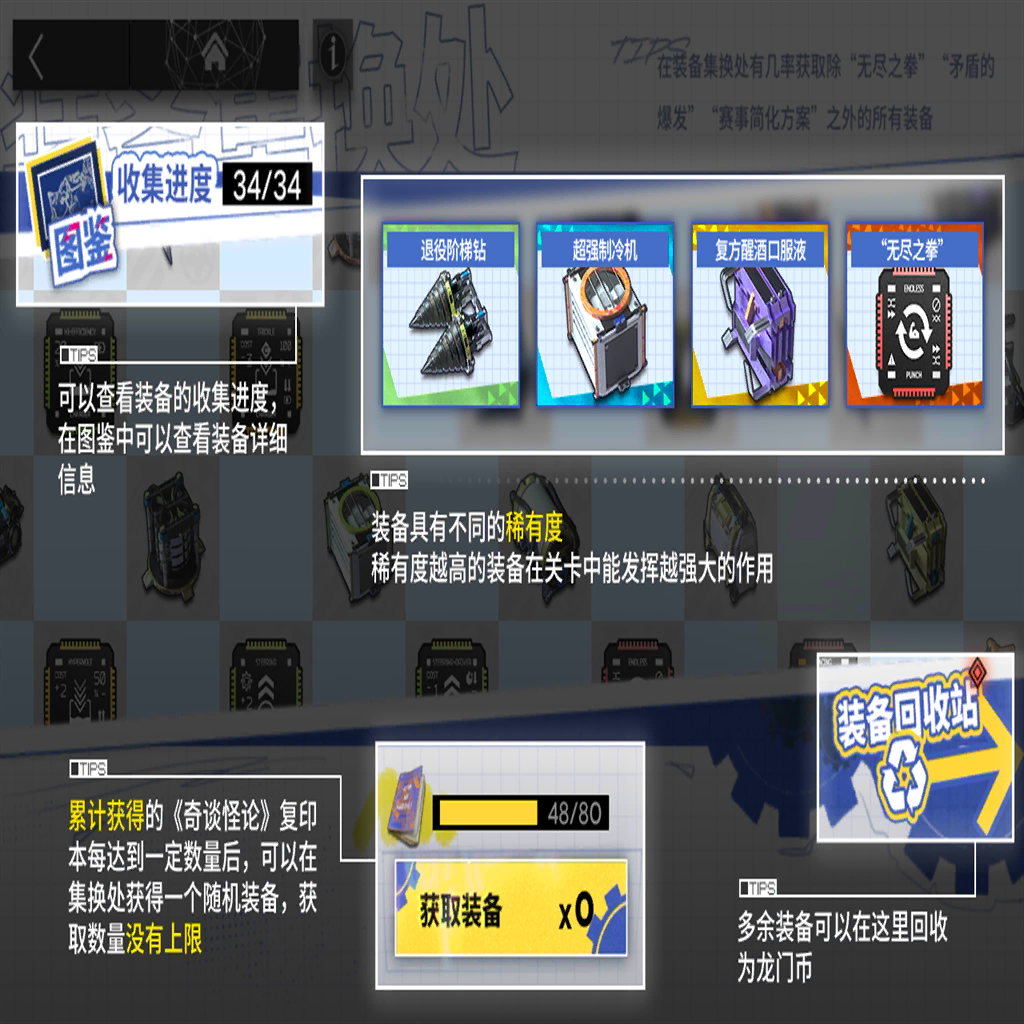 换处
TIPS
在装备集换处有几率获取除“无尽之拳”“矛盾的
爆发”“赛事简化方案”之外的所有装备
收集进度 34/34
图鉴
退役阶梯钻
超强制冷机
复方醒酒口服液
“无尽之拳”
ENDLESS
PUNCH
TIPS
可以查看装备的收集进度，
在图鉴中可以查看装备详细
信息
TIPS
装备具有不同的稀有度
稀有度越高的装备在关卡中能发挥越强大的作用
COST
+2
50
ENDLESS
装备回收站
TIPS
累计获得的《奇谈怪论》复印
本每达到一定数量后，可以在
集换处获得一个随机装备，获
取数量没有上限
48/80
获取装备 x0
TIPS
多余装备可以在这里回收
为龙门币